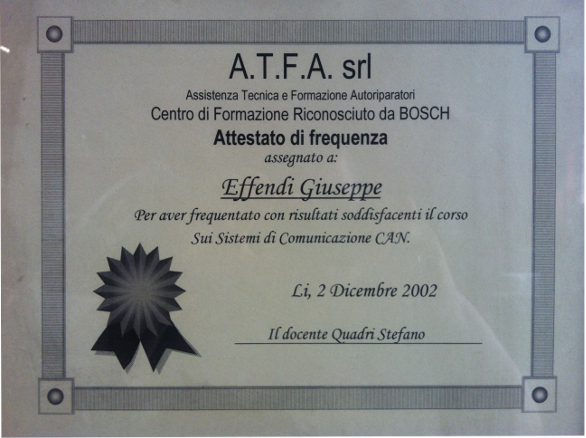 A.T.F.A. srl
Assistenza Tecnica e Formazione Autoriparatori
Centro di Formazione Riconosciuto da BOSCH
Attestato di frequenza
assegnato a:
Effendi Giuseppe
Per aver frequentato con risultati soddisfacenti il corso
Sui Sistemi di Comunicazione CAN.
Li, 2 Dicembre 2002
Il docente Quadri Stefano